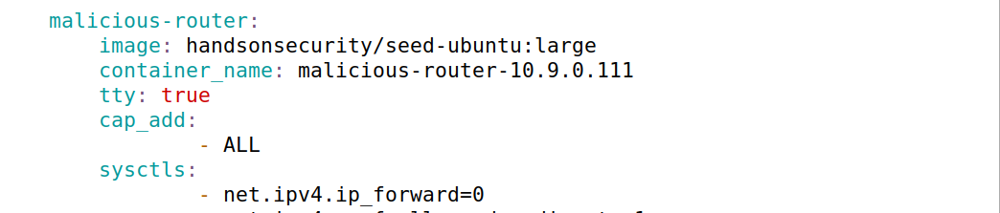 malicious-router:
image: handsonsecurity/seed-ubuntu:large
container_name: malicious-router-10.9.0.111
tty: true
cap_add:
- ALL
sysctls:
- net.ipv4.ip_forward=0